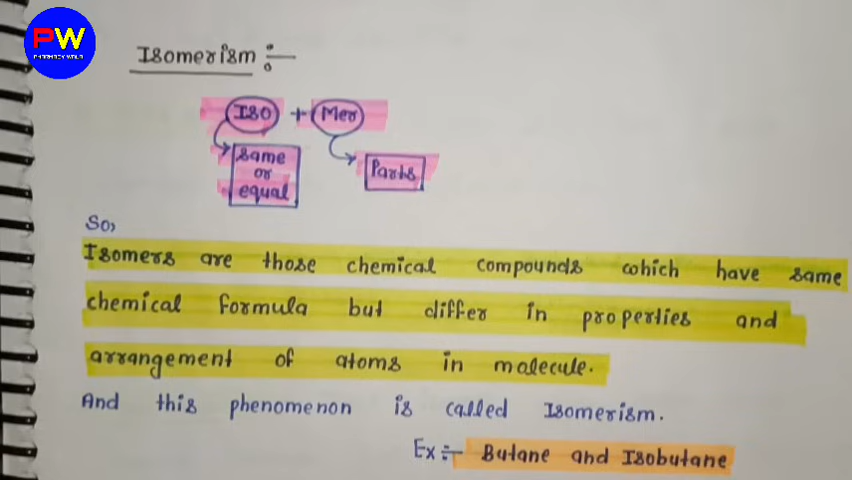 PW
PHARMACY WALA
Isomerism :-
ISO + Mer
same
or
equal
Parts
So,
Isomers are those chemical compounds which have same
chemical formula but differ in properties and
arrangement of atoms in molecule.
And this phenomenon is called Isomerism.
Ex :- Butane and Isobutane